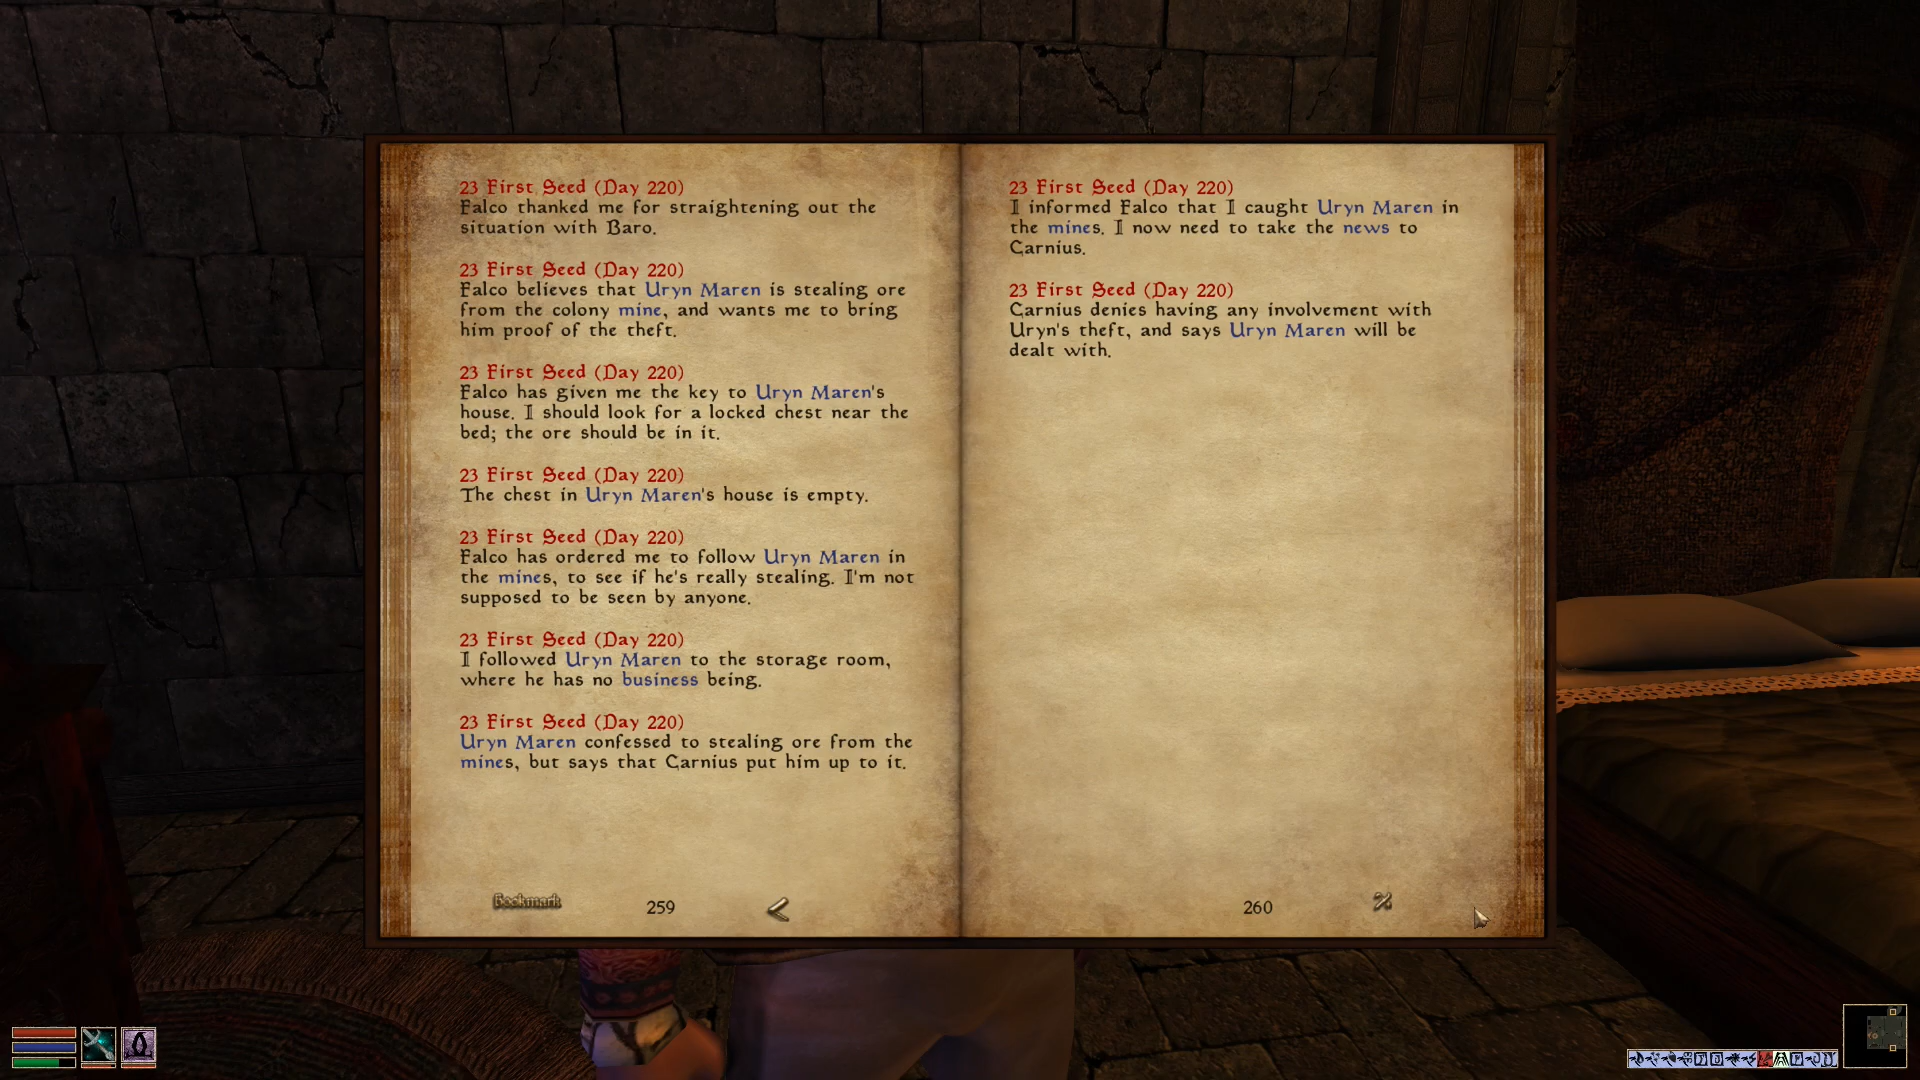 23 First Seed (Day 220)
Falco thanked me for straightening out the
situation with Baro.
23 First Seed (Day 220)
Falco believes that Uryn Maren is stealing ore
from the colony mine, and wants me to bring
him proof of the theft.
23 First Seed (Day 220)
Falco has given me the key to Uryn Maren's
house. I should look for a locked chest near the
bed; the ore should be in it.
23 First Seed (Day 220)
The chest in Uryn Maren's house is empty.
23 First Seed (Day 220)
Falco has ordered me to follow Uryn Maren in
the mines, to see if he's really stealing. I'm not
supposed to be seen by anyone.
23 First Seed (Day 220)
I followed Uryn Maren to the storage room,
where he has no business being.
23 First Seed (Day 220)
Uryn Maren confessed to stealing ore from the
mines, but says that Carnius put him up to it.
Bookmark
259
23 First Seed (Day 220)
I informed Falco that I caught Uryn Maren in
the mines. I now need to take the news to
Carnius.
23 First Seed (Day 220)
Carnius denies having any involvement with
Uryn's theft, and says Uryn Maren will be
dealt with.
260